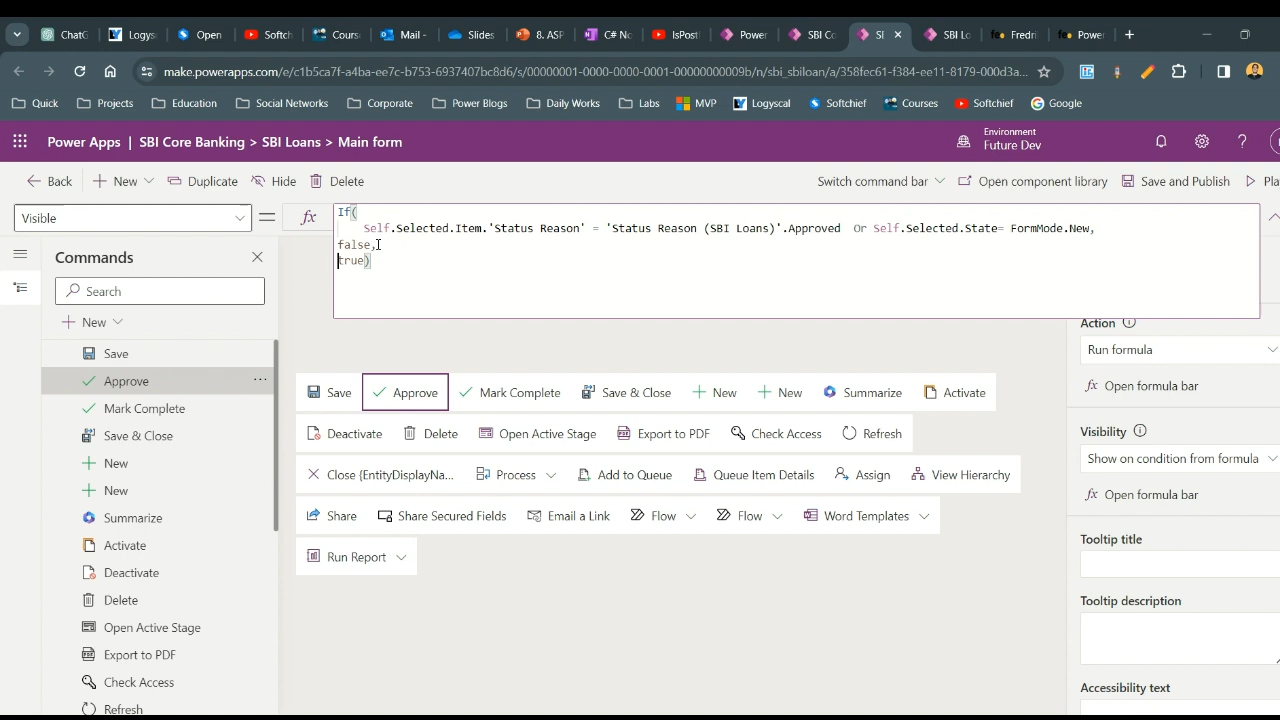 ChatG
Logys
Open
Softch
Cours
Mail -
Slides
8. ASP
C# No
IsPost
Power
SBI Co
SI
SBI Lo
Fredri
Power
make.powerapps.com/e/c1b5ca7f-a4ba-ee7c-b753-6937407bc8d6/s/00000001-0000-0000-0001-00000000009b/n/sbi_sbiloan/a/358fec61-f384-ee11-8179-000d3a...
Quick
Projects
Education
Social Networks
Corporate
Power Blogs
Daily Works
Labs
MVP
Logyscal
Softchief
Courses
Softchief
Google
Power Apps | SBI Core Banking > SBI Loans > Main form
Environment
Future Dev
Back
New
Duplicate
Hide
Delete
Switch command bar
Open component library
Save and Publish
Pla
Visible
= fx
If(
Self.Selected.Item.'Status Reason' = 'Status Reason (SBI Loans)'.Approved Or Self.Selected.State= FormMode.New,
false,
true)
Commands
Search
New
Save
Approve
Mark Complete
Save & Close
New
New
Summarize
Activate
Deactivate
Delete
Open Active Stage
Export to PDF
Check Access
Refresh
Save
Approve
Mark Complete
Save & Close
New
New
Summarize
Activate
Deactivate
Delete
Open Active Stage
Export to PDF
Check Access
Refresh
Close {EntityDisplayNa...
Process
Add to Queue
Queue Item Details
Assign
View Hierarchy
Share
Share Secured Fields
Email a Link
Flow
Flow
Word Templates
Run Report
Action
Run formula
fx Open formula bar
Visibility
Show on condition from formula
fx Open formula bar
Tooltip title
Tooltip description
Accessibility text